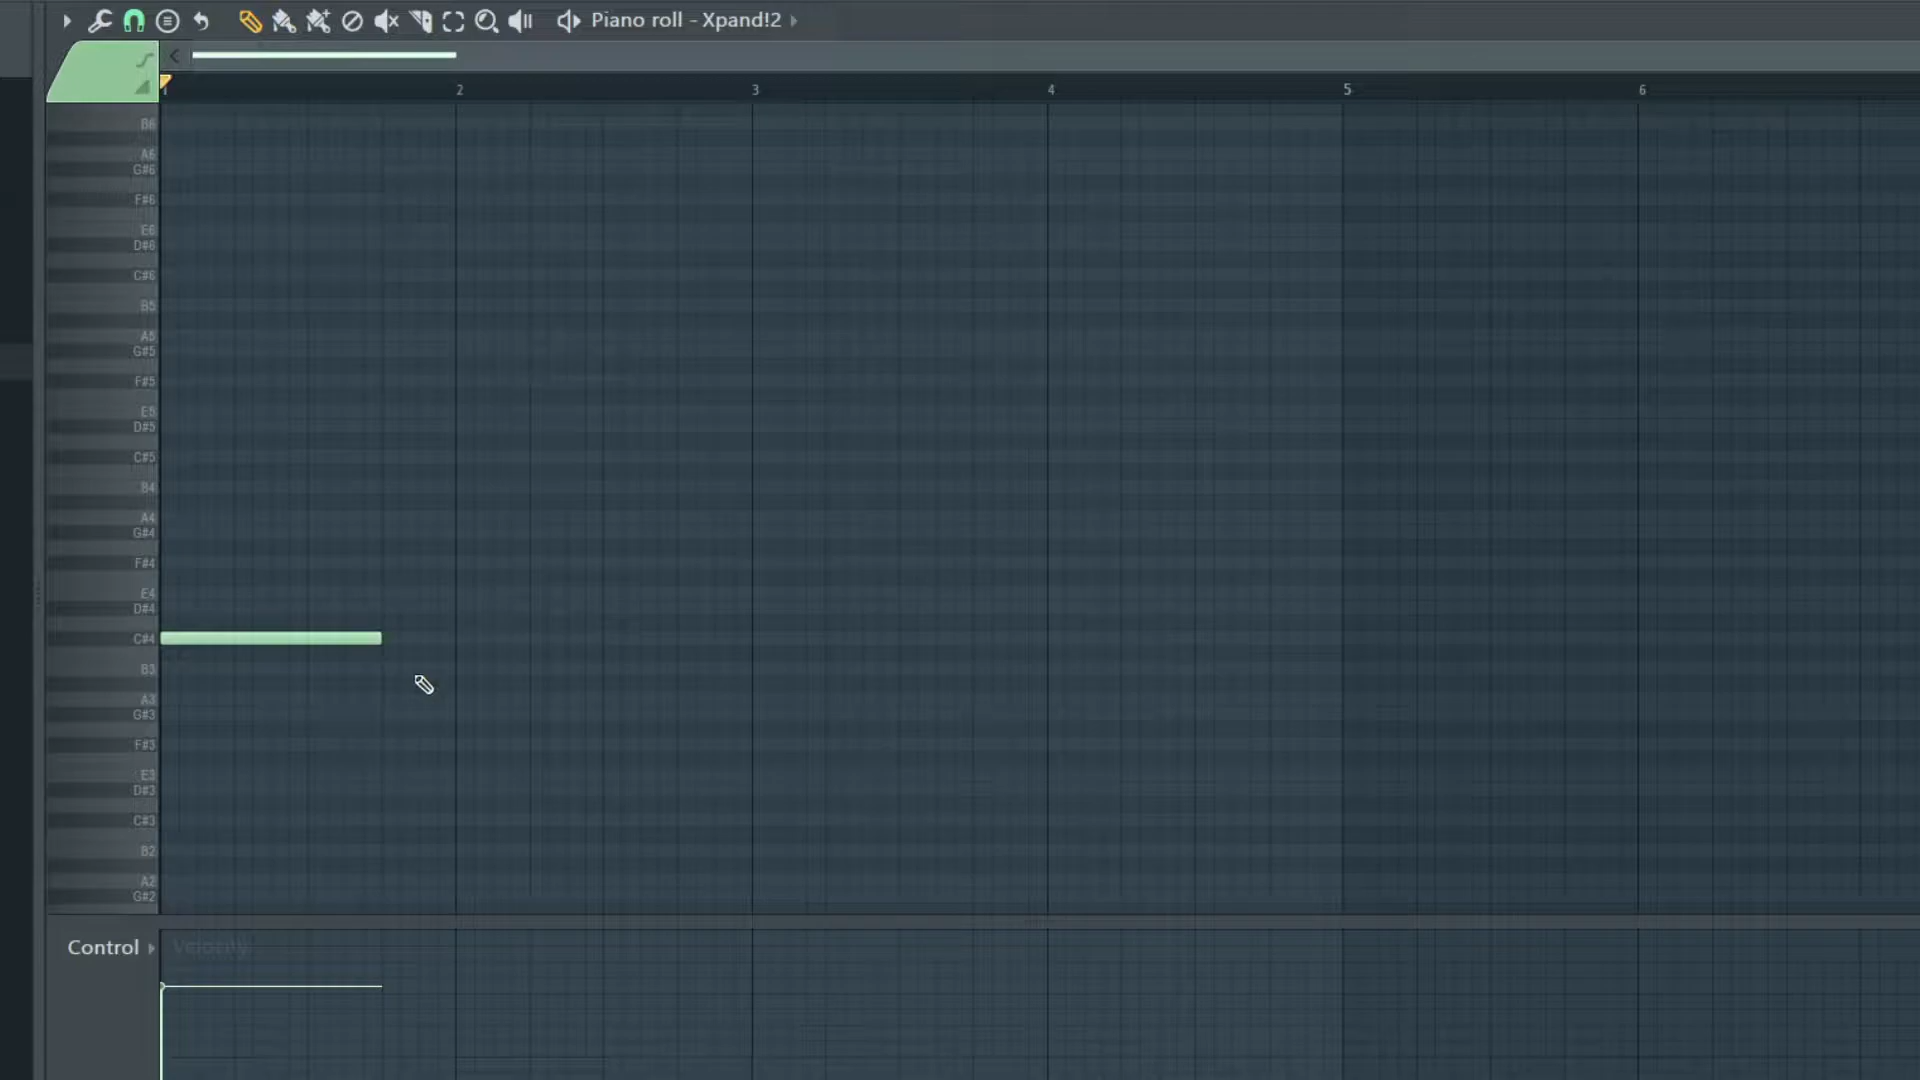 Piano roll - Xpand!2
1 2 3 4 5 6
B6
A6
G#6
F#6
E6
D#6
C#6
B5
A5
G#5
F#5
E5
D#5
C#5
B4
A4
G#4
F#4
E4
D#4
C#4
B3
A3
G#3
F#3
E3
D#3
C#3
B2
A2
G#2
Control Velocity